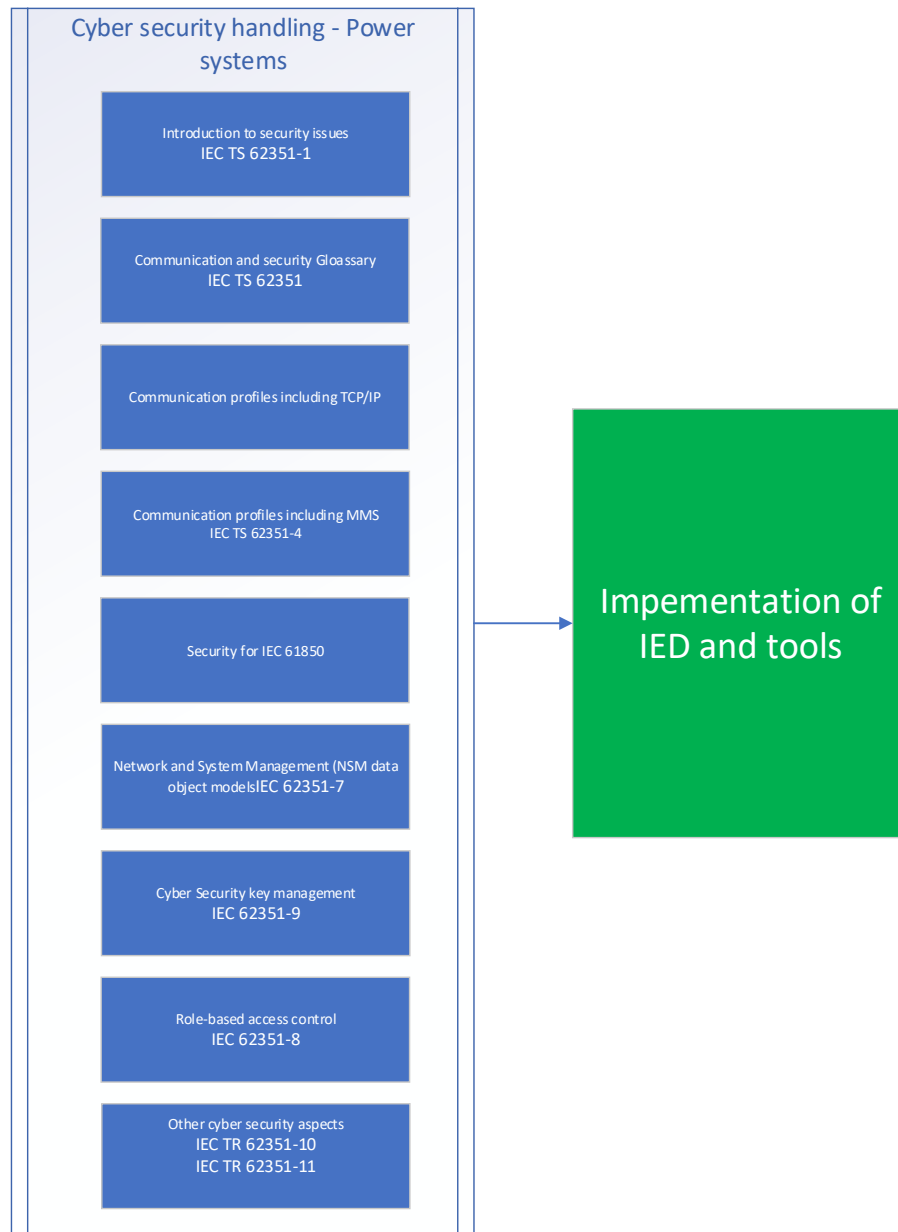 Cyber security handling - Power
systems
Introduction to security issues
IEC TS 62351-1
Communication and security Gloassary
IEC TS 62351
Communication profiles including TCP/IP
Communication profiles including MMS
IEC TS 62351-4
Security for IEC 61850
Network and System Management (NSM data
object modelsIEC 62351-7
Cyber Security key management
IEC 62351-9
Role-based access control
IEC 62351-8
Other cyber security aspects
IEC TR 62351-10
IEC TR 62351-11
Impementation of
IED and tools